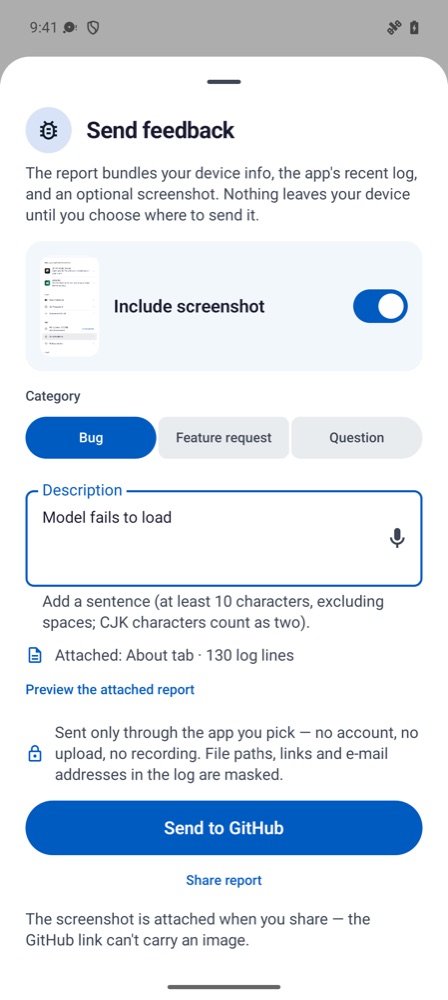 9:41
Send feedback
The report bundles your device info, the app's recent log,
and an optional screenshot. Nothing leaves your device
until you choose where to send it.
Include screenshot
Category
Bug
Feature request
Question
Description
Model fails to load
Add a sentence (at least 10 characters, excluding
spaces; CJK characters count as two).
Attached: About tab · 130 log lines
Preview the attached report
Sent only through the app you pick — no account, no
upload, no recording. File paths, links and e-mail
addresses in the log are masked.
Send to GitHub
Share report
The screenshot is attached when you share — the
GitHub link can't carry an image.